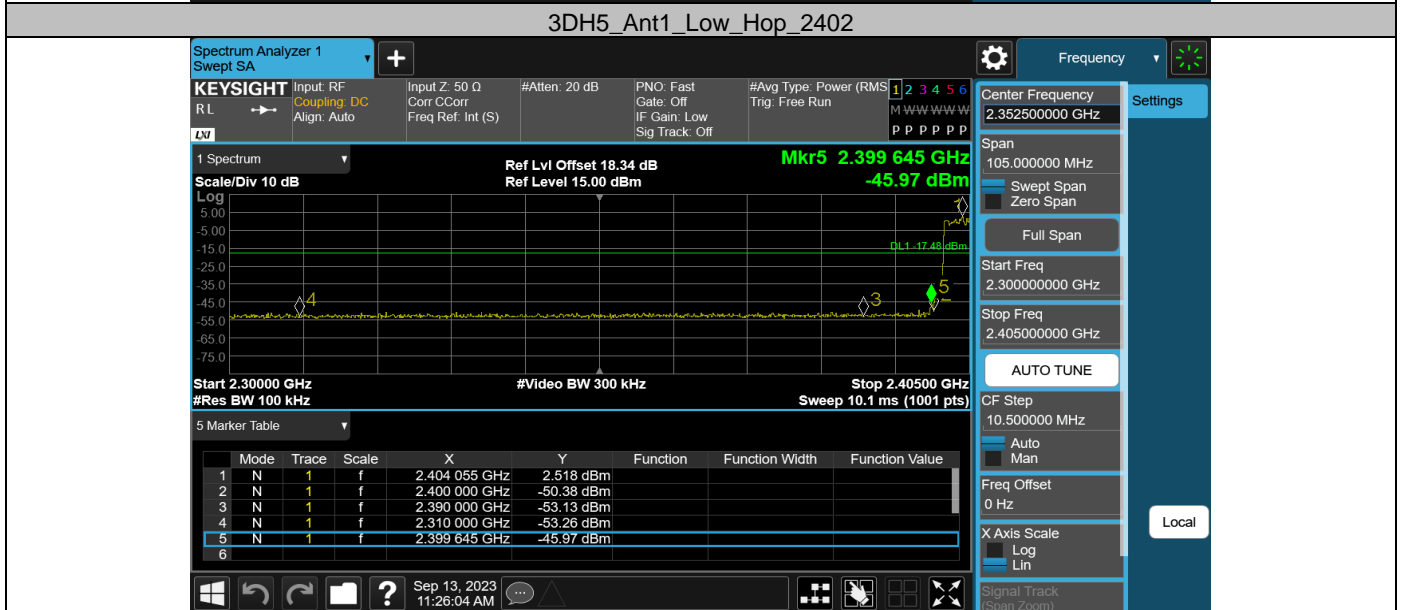 3DH5_Ant1_Low_Hop_2402
Spectrum Analyzer 1
Swept SA
+
Frequency
KEYSIGHT
RL
LXI
Input: RF
Coupling: DC
Align: Auto
Input Z: 50 Ω
Corr CCorr
Freq Ref: Int (S)
#Atten: 20 dB
PNO: Fast
Gate: Off
IF Gain: Low
Sig Track: Off
#Avg Type: Power (RMS
Trig: Free Run
1 2 3 4 5 6
M W W W W W
P P P P P P
1 Spectrum
Scale/Div 10 dB
Ref Lvl Offset 18.34 dB
Ref Level 15.00 dBm
Mkr5 2.399 645 GHz
-45.97 dBm
Log
5.00
-5.00
-15.0
-25.0
-35.0
-45.0
-55.0
-65.0
-75.0
DL1 -17.48 dBm
1
4
3
5
Start 2.30000 GHz
#Video BW 300 kHz
Stop 2.40500 GHz
#Res BW 100 kHz
Sweep 10.1 ms (1001 pts)
5 Marker Table
Mode Trace Scale X Y Function Function Width Function Value
1 N 1 f 2.404 055 GHz 2.518 dBm
2 N 1 f 2.400 000 GHz -50.38 dBm
3 N 1 f 2.390 000 GHz -53.13 dBm
4 N 1 f 2.310 000 GHz -53.26 dBm
5 N 1 f 2.399 645 GHz -45.97 dBm
6
Center Frequency
2.352500000 GHz
Settings
Span
105.000000 MHz
Swept Span
Zero Span
Full Span
Start Freq
2.300000000 GHz
Stop Freq
2.405000000 GHz
AUTO TUNE
CF Step
10.500000 MHz
Auto
Man
Freq Offset
0 Hz
X Axis Scale
Log
Lin
Local
Signal Track
(Span Zoom)
?
Sep 13, 2023
11:26:04 AM